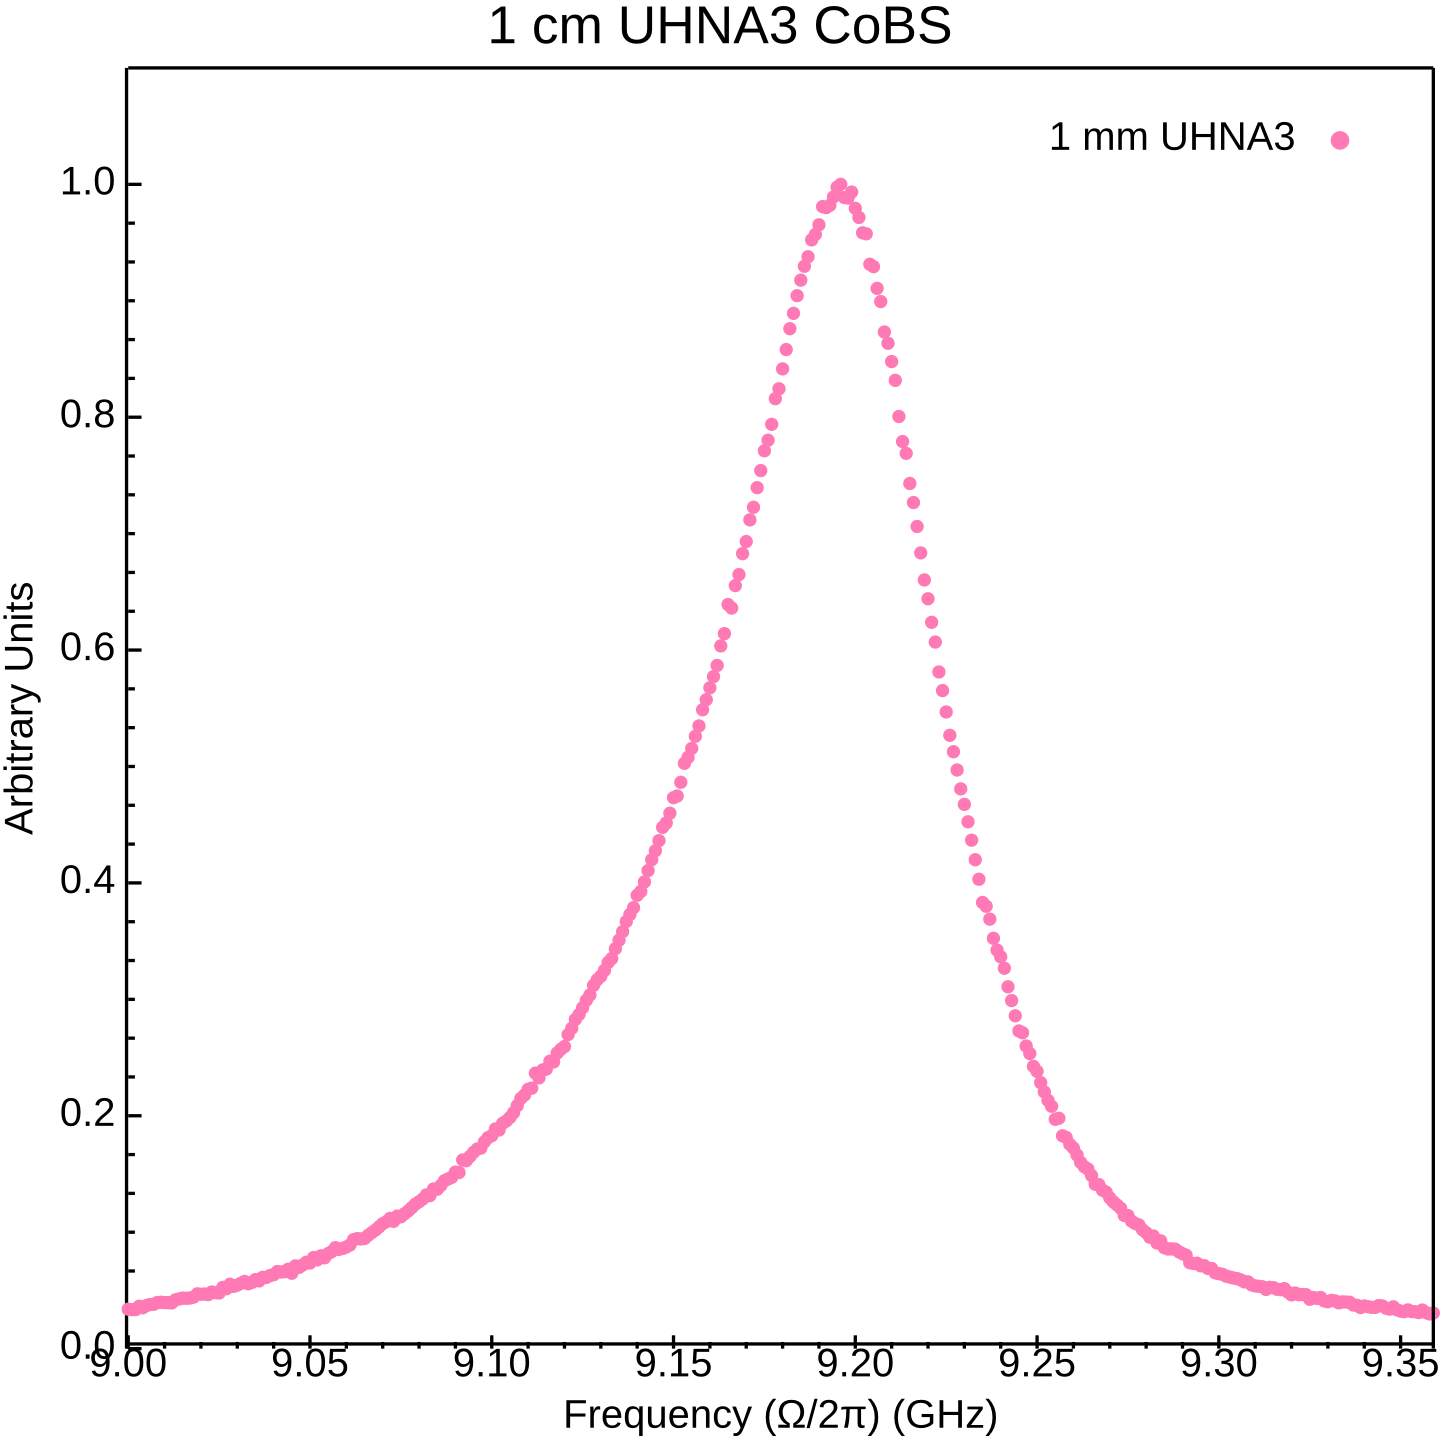 1 cm UHNA3 CoBS
1 mm UHNA3
1.0
0.8
0.6
0.4
0.2
0.0
Arbitrary Units
9.00 9.05 9.10 9.15 9.20 9.25 9.30 9.35
Frequency (Ω/2π) (GHz)